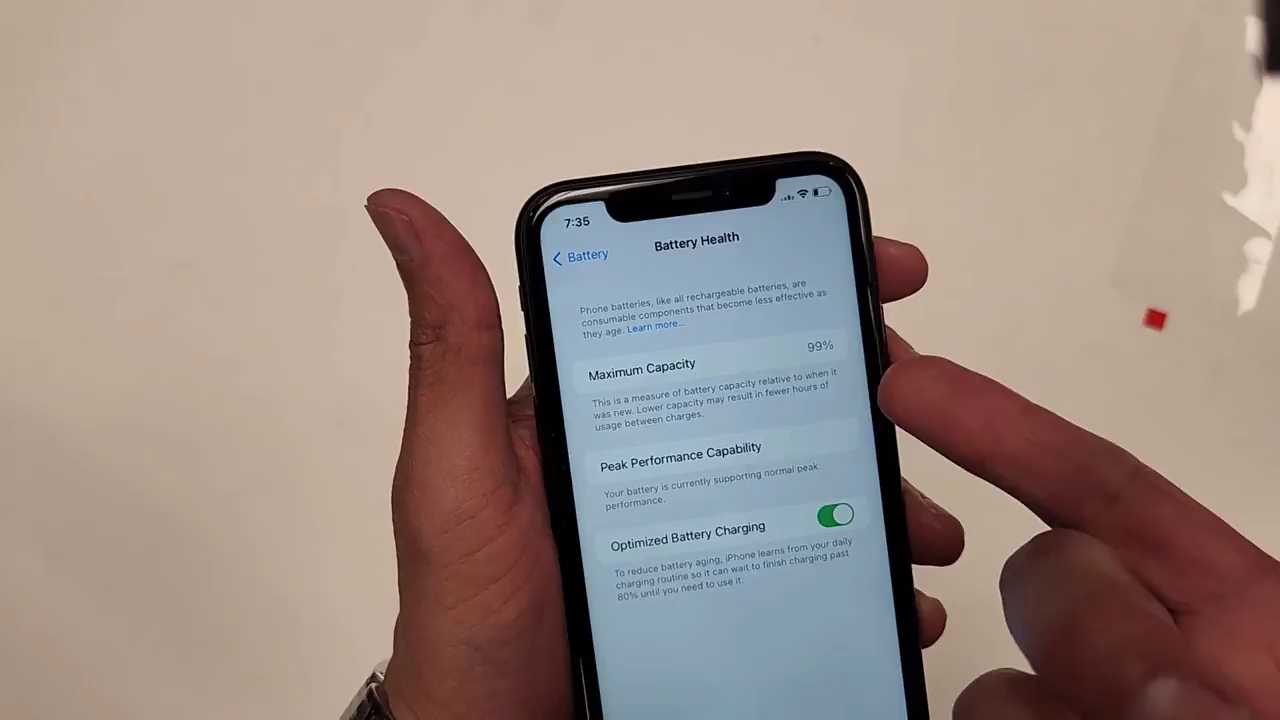 7:35
Battery
Battery Health
Phone batteries, like all rechargeable batteries, are
consumable components that become less effective as
they age. Learn more...
Maximum Capacity 99%
This is a measure of battery capacity relative to when it
was new. Lower capacity may result in fewer hours of
usage between charges.
Peak Performance Capability
Your battery is currently supporting normal peak
performance.
Optimized Battery Charging
To reduce battery aging, iPhone learns from your daily
charging routine so it can wait to finish charging past
80% until you need to use it.